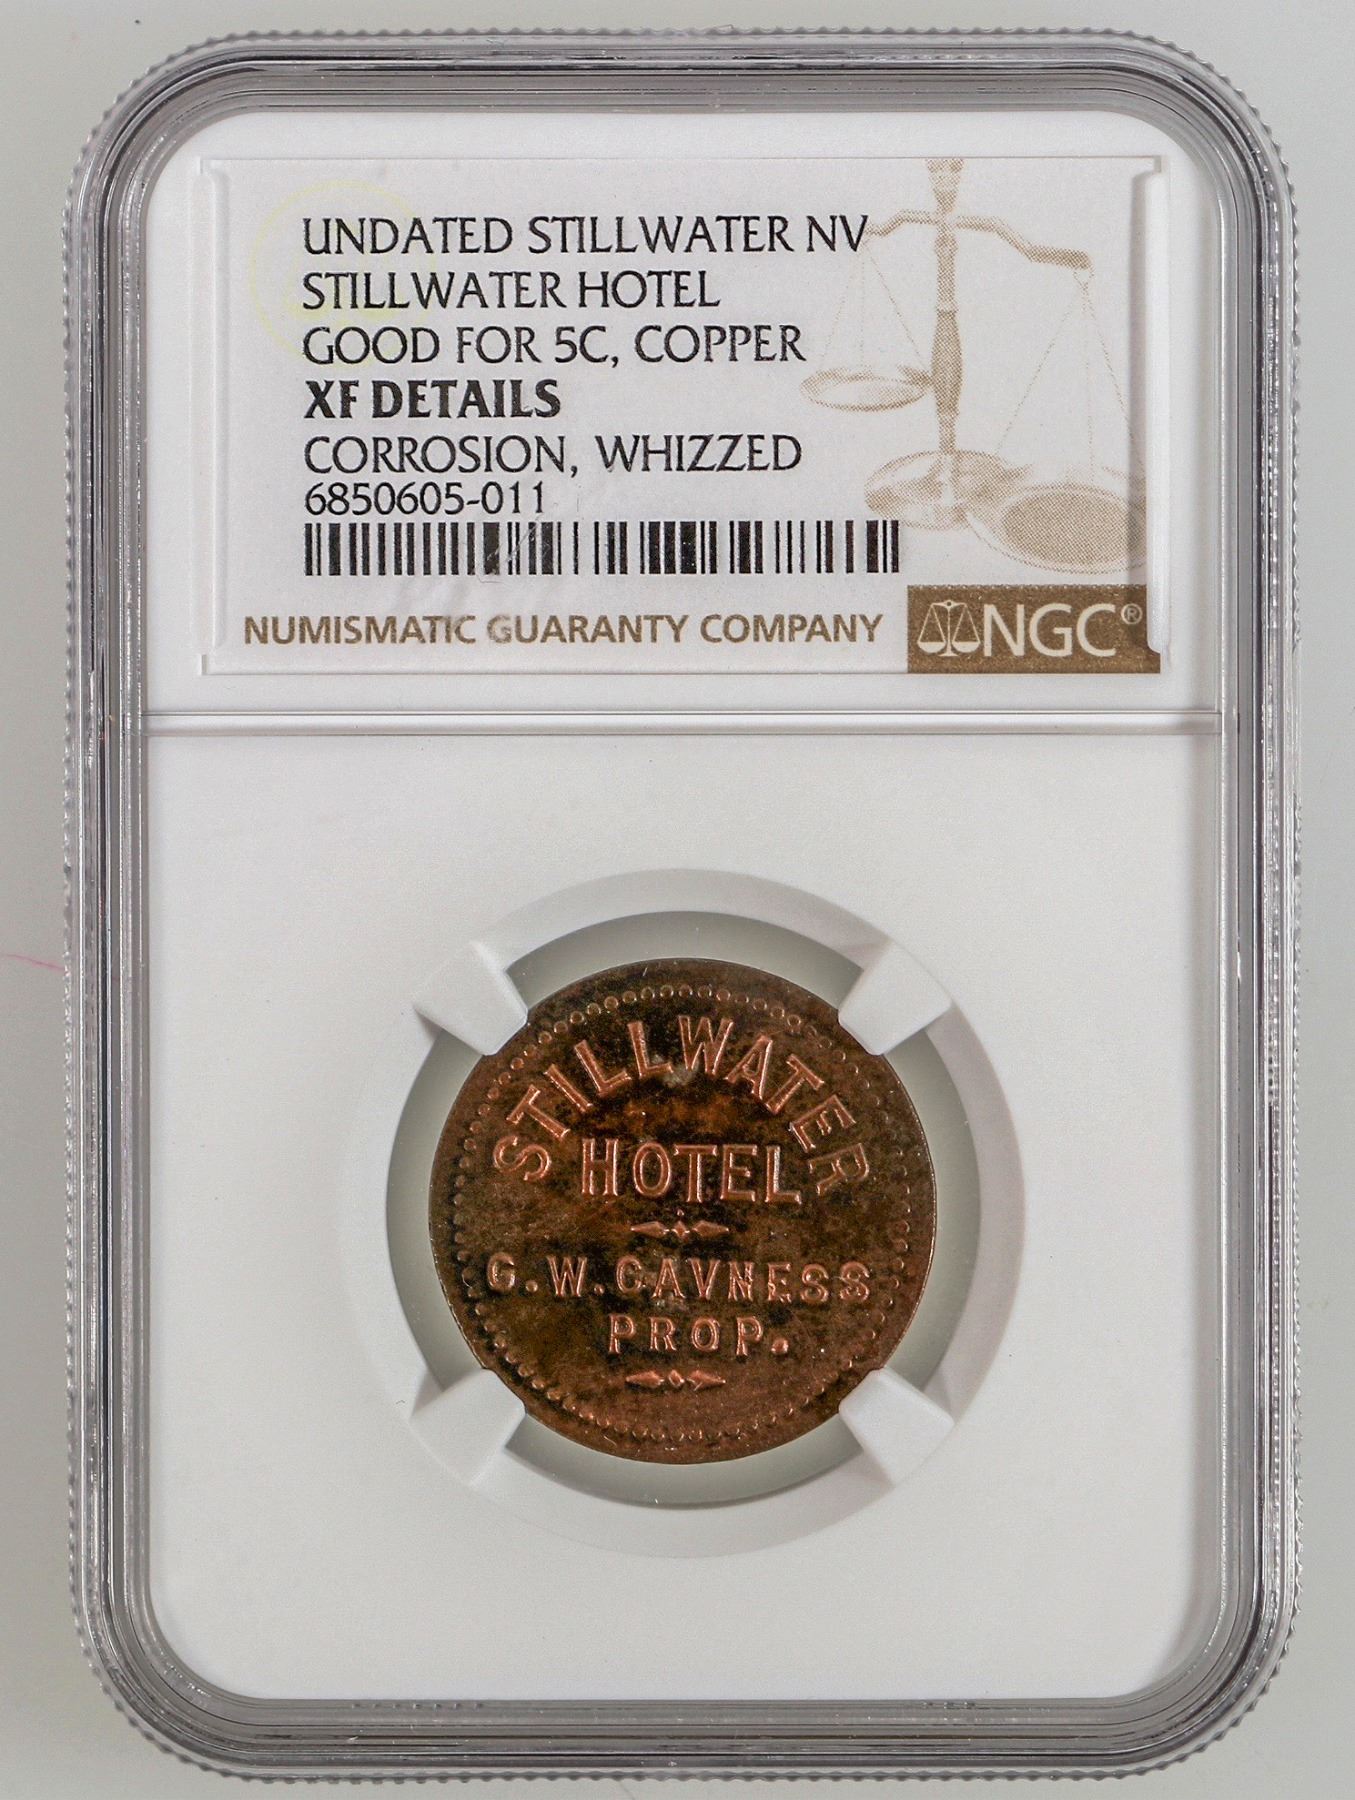 UNDATED STILLWATER NV
STILLWATER HOTEL
GOOD FOR 5C, COPPER
XF DETAILS
CORROSION, WHIZZED
6850605-011
NUMISMATIC GUARANTY COMPANY
NGC®
STILLWATER
HOTEL
G.W.CAVNESS
PROP.